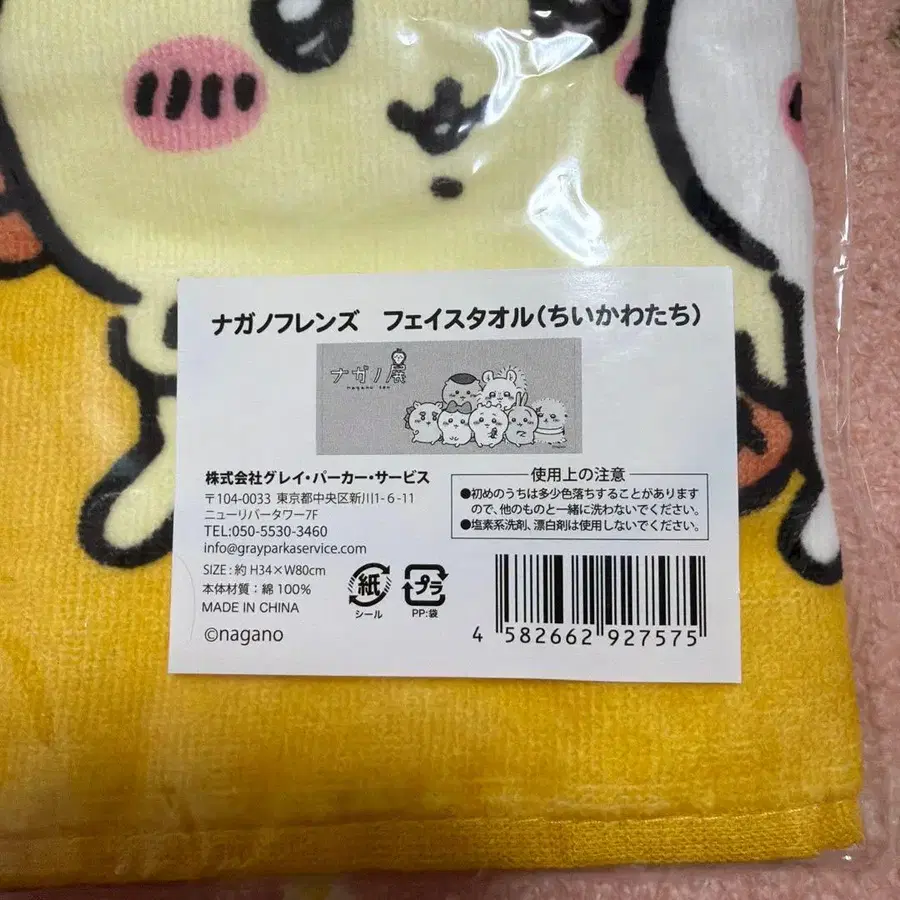 ナガノフレンズ　フェイスタオル(ちいかわたち)
ナガノ展
nagano ten
株式会社グレイ・パーカー・サービス
〒104-0033 東京都中央区新川1-6-11
ニューリバータワー7F
TEL:050-5530-3460
info@grayparkaservice.com
SIZE：約 H34×W80cm
本体材質：綿 100%
MADE IN CHINA
©nagano
使用上の注意
●初めのうちは多少色落ちすることがあります
ので、他のものと一緒に洗わないでください。
●塩素系洗剤、漂白剤は使用しないでください。
紙
シール
プラ
PP:袋
4 582662 927575